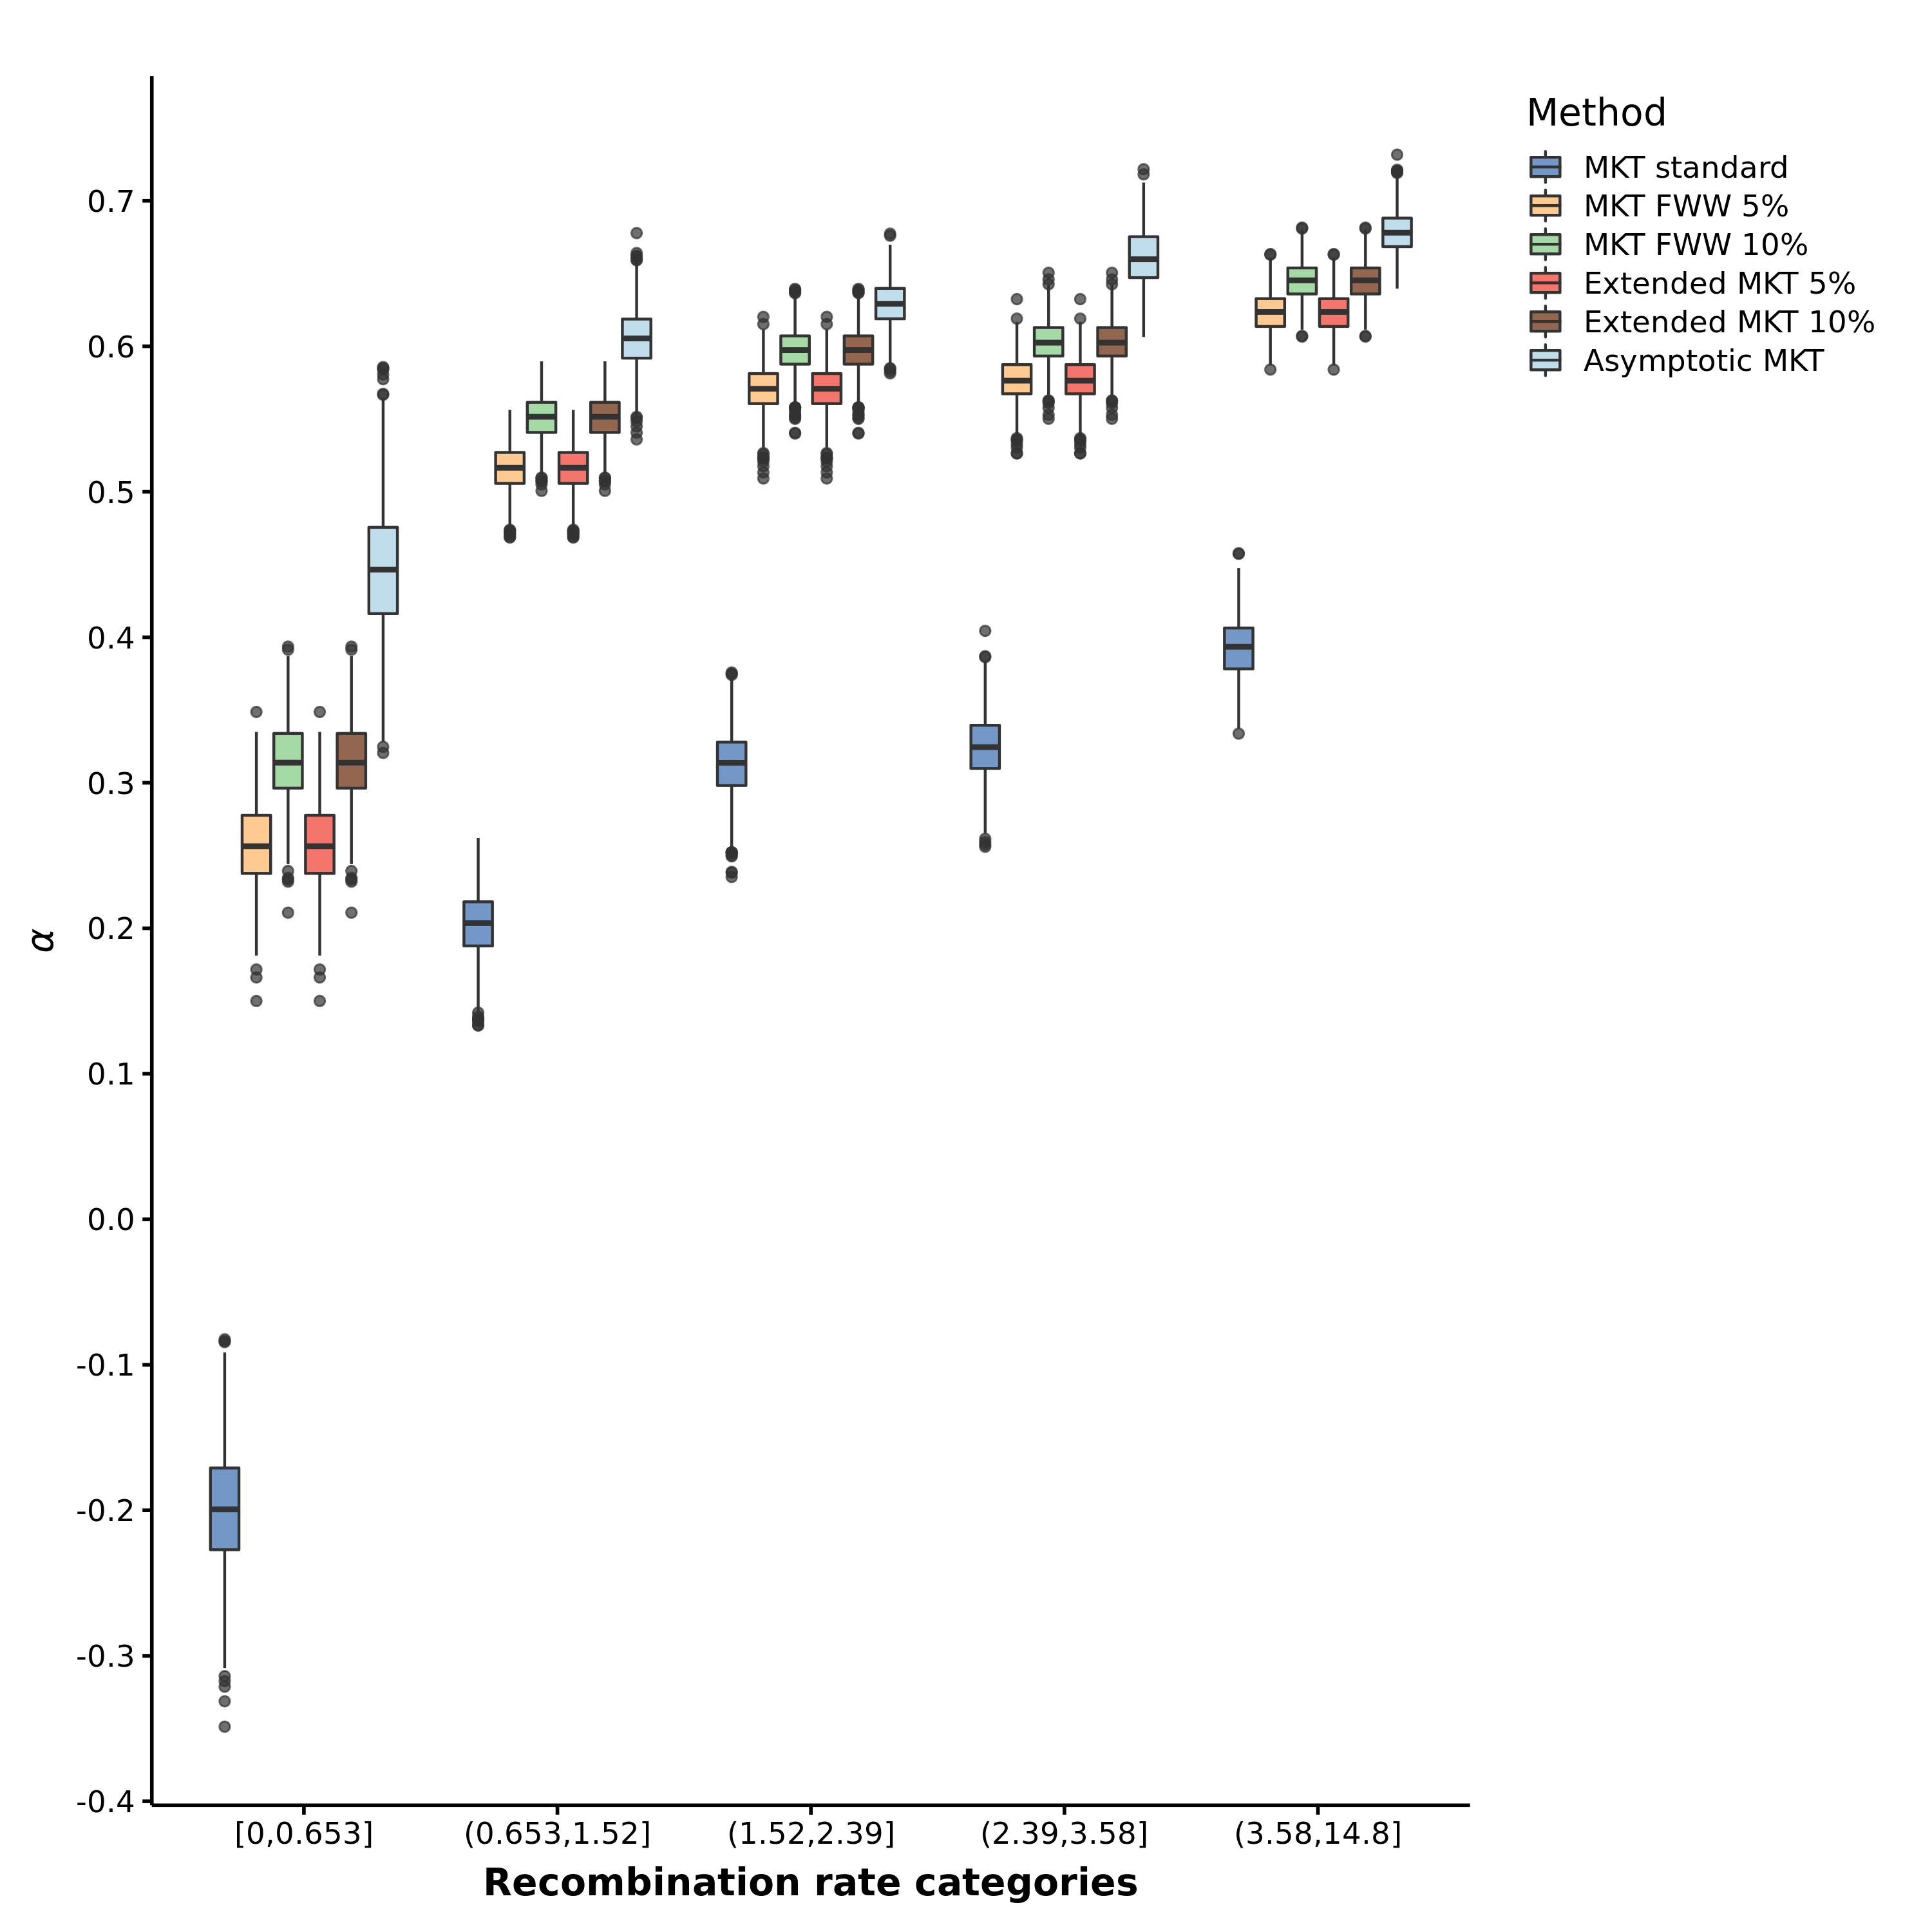 Method
MKT standard
MKT FWW 5%
MKT FWW 10%
Extended MKT 5%
Extended MKT 10%
Asymptotic MKT
α
0.7
0.6
0.5
0.4
0.3
0.2
0.1
0.0
-0.1
-0.2
-0.3
-0.4
[0,0.653] (0.653,1.52] (1.52,2.39] (2.39,3.58] (3.58,14.8]
Recombination rate categories